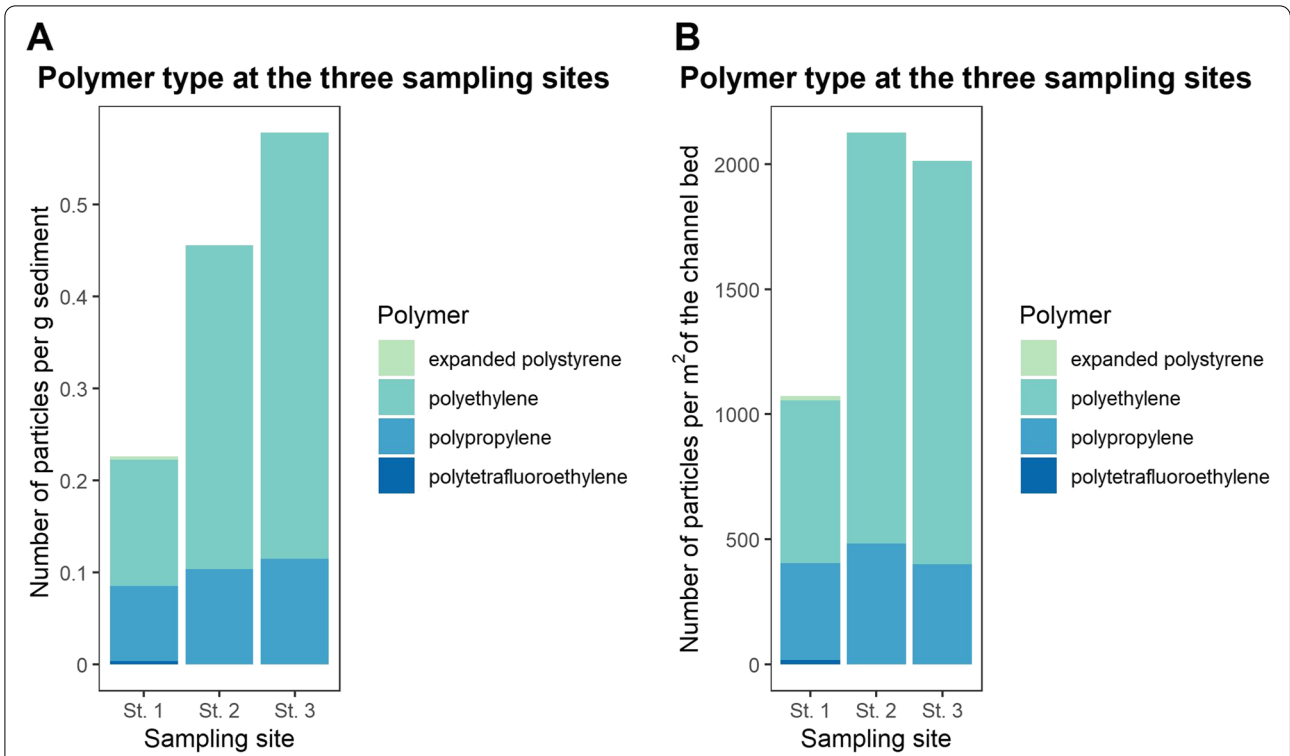 A
Polymer type at the three sampling sites
Number of particles per g sediment
0.5
0.4
0.3
0.2
0.1
0
St. 1
St. 2
St. 3
Sampling site
Polymer
expanded polystyrene
polyethylene
polypropylene
polytetrafluoroethylene
B
Polymer type at the three sampling sites
Number of particles per m² of the channel bed
2000
1500
1000
500
0
St. 1
St. 2
St. 3
Sampling site
Polymer
expanded polystyrene
polyethylene
polypropylene
polytetrafluoroethylene